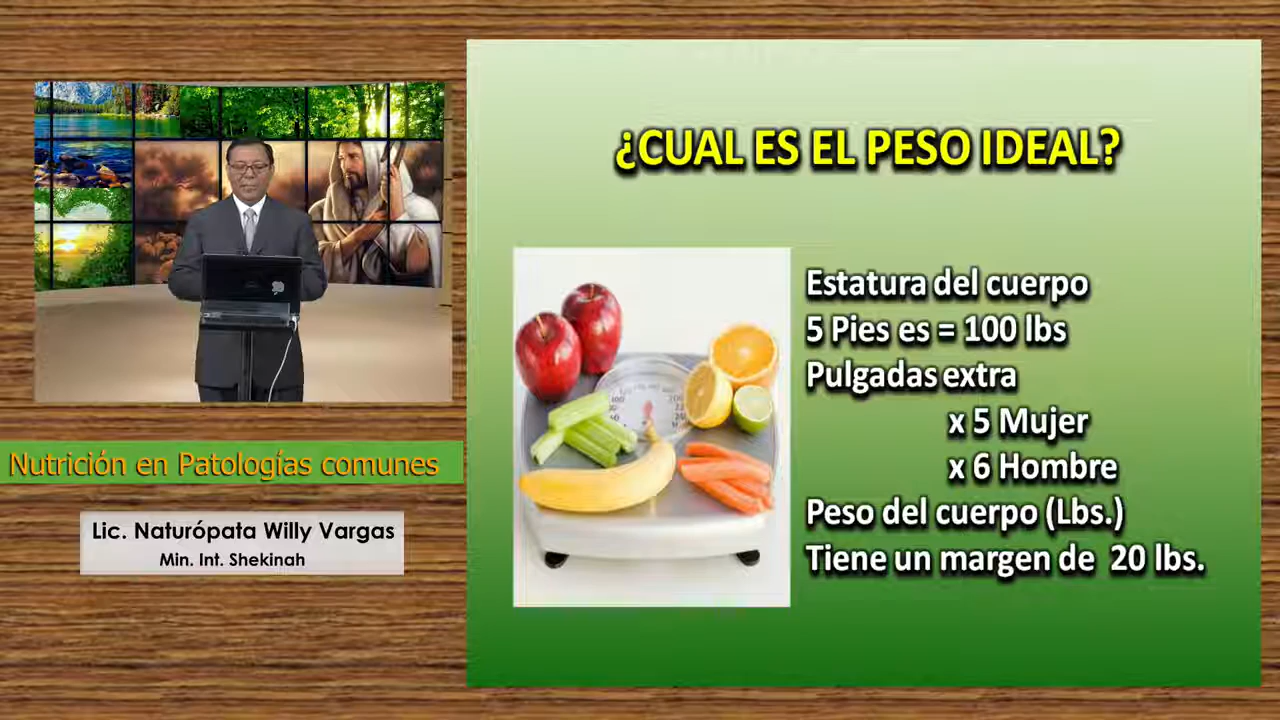 ¿CUAL ES EL PESO IDEAL?
Estatura del cuerpo
5 Pies es = 100 lbs
Pulgadas extra
x 5 Mujer
x 6 Hombre
Peso del cuerpo (Lbs.)
Tiene un margen de 20 lbs.
Nutrición en Patologías comunes
Lic. Naturópata Willy Vargas
Min. Int. Shekinah